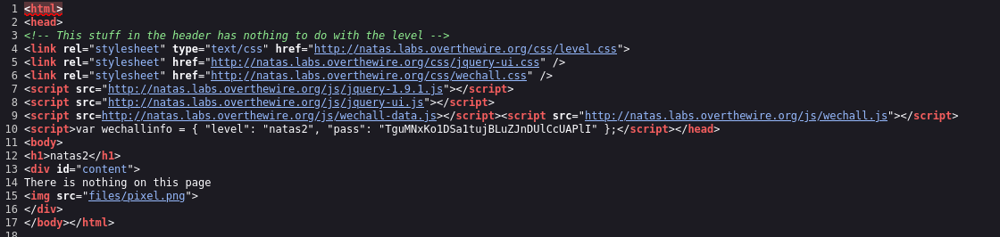 1 <html>
2 <head>
3 <!-- This stuff in the header has nothing to do with the level -->
4 <link rel="stylesheet" type="text/css" href="http://natas.labs.overthewire.org/css/level.css">
5 <link rel="stylesheet" href="http://natas.labs.overthewire.org/css/jquery-ui.css" />
6 <link rel="stylesheet" href="http://natas.labs.overthewire.org/css/wechall.css" />
7 <script src="http://natas.labs.overthewire.org/js/jquery-1.9.1.js"></script>
8 <script src="http://natas.labs.overthewire.org/js/jquery-ui.js"></script>
9 <script src=http://natas.labs.overthewire.org/js/wechall-data.js></script><script src="http://natas.labs.overthewire.org/js/wechall.js"></script>
10 <script>var wechallinfo = { "level": "natas2", "pass": "TguMNxKo1DSa1tujBLuZJnDUlCcUAPlI" };</script></head>
11 <body>
12 <h1>natas2</h1>
13 <div id="content">
14 There is nothing on this page
15 <img src="files/pixel.png">
16 </div>
17 </body></html>
18